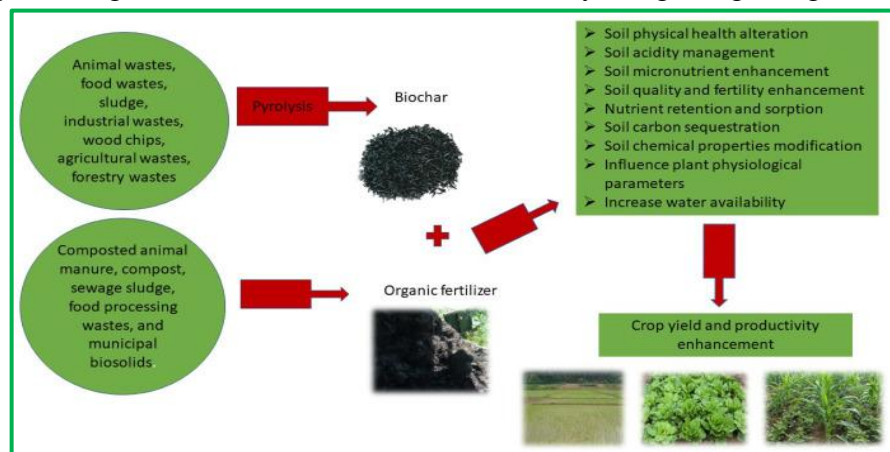 Animal wastes,
food wastes,
sludge,
industrial wastes,
wood chips,
agricultural wastes,
forestry wastes
Pyrolysis
Biochar
Composted animal
manure, compost,
sewage sludge,
food processing
wastes, and
municipal
biosolids.
Organic fertilizer
➢ Soil physical health alteration
➢ Soil acidity management
➢ Soil micronutrient enhancement
➢ Soil quality and fertility enhancement
➢ Nutrient retention and sorption
➢ Soil carbon sequestration
➢ Soil chemical properties modification
➢ Influence plant physiological
parameters
➢ Increase water availability
Crop yield and productivity
enhancement